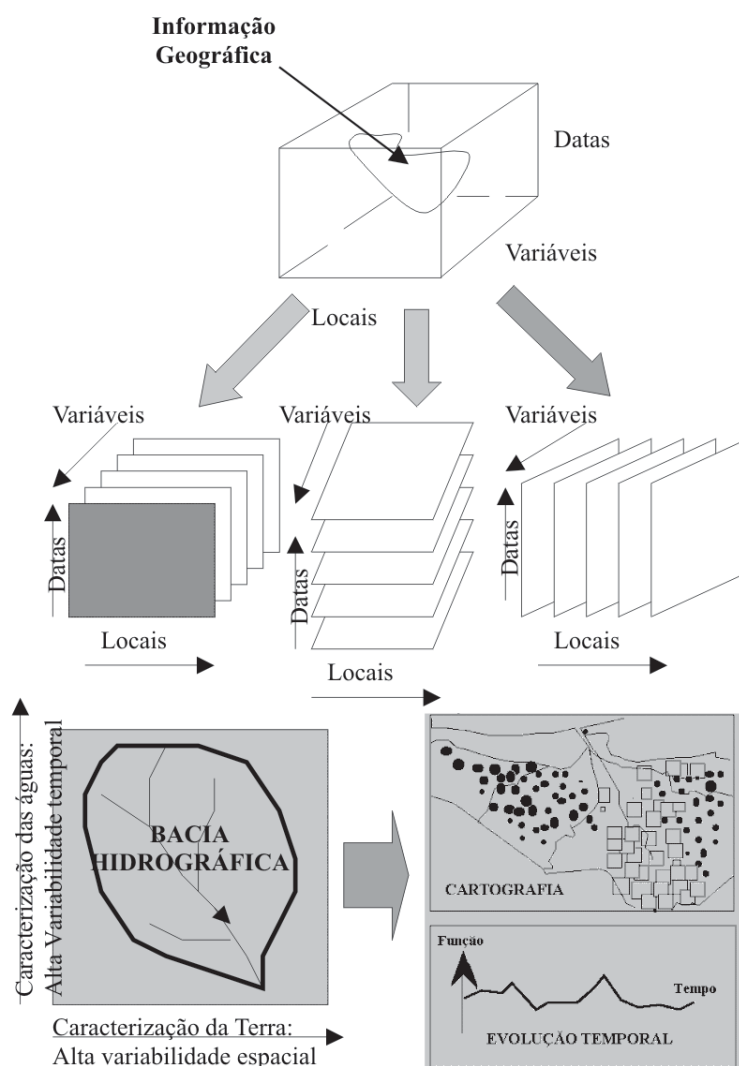 Informação
Geográfica
Datas
Variáveis
Locais
Variáveis
Datas
Locais
Variáveis
Datas
Locais
Variáveis
Datas
Locais
Caracterização das águas:
Alta Variabilidade temporal
BACIA
HIDROGRÁFICA
Caracterização da Terra:
Alta variabilidade espacial
CARTOGRAFIA
Função
Tempo
EVOLUÇÃO TEMPORAL